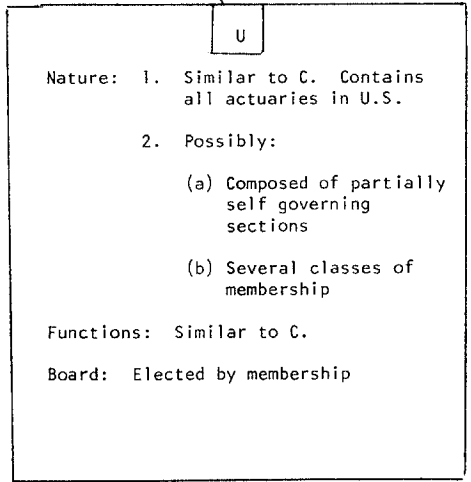 U
Nature: 1. Similar to C. Contains
all actuaries in U.S.
2. Possibly:
(a) Composed of partially
self governing
sections
(b) Several classes of
membership
Functions: Similar to C.
Board: Elected by membership